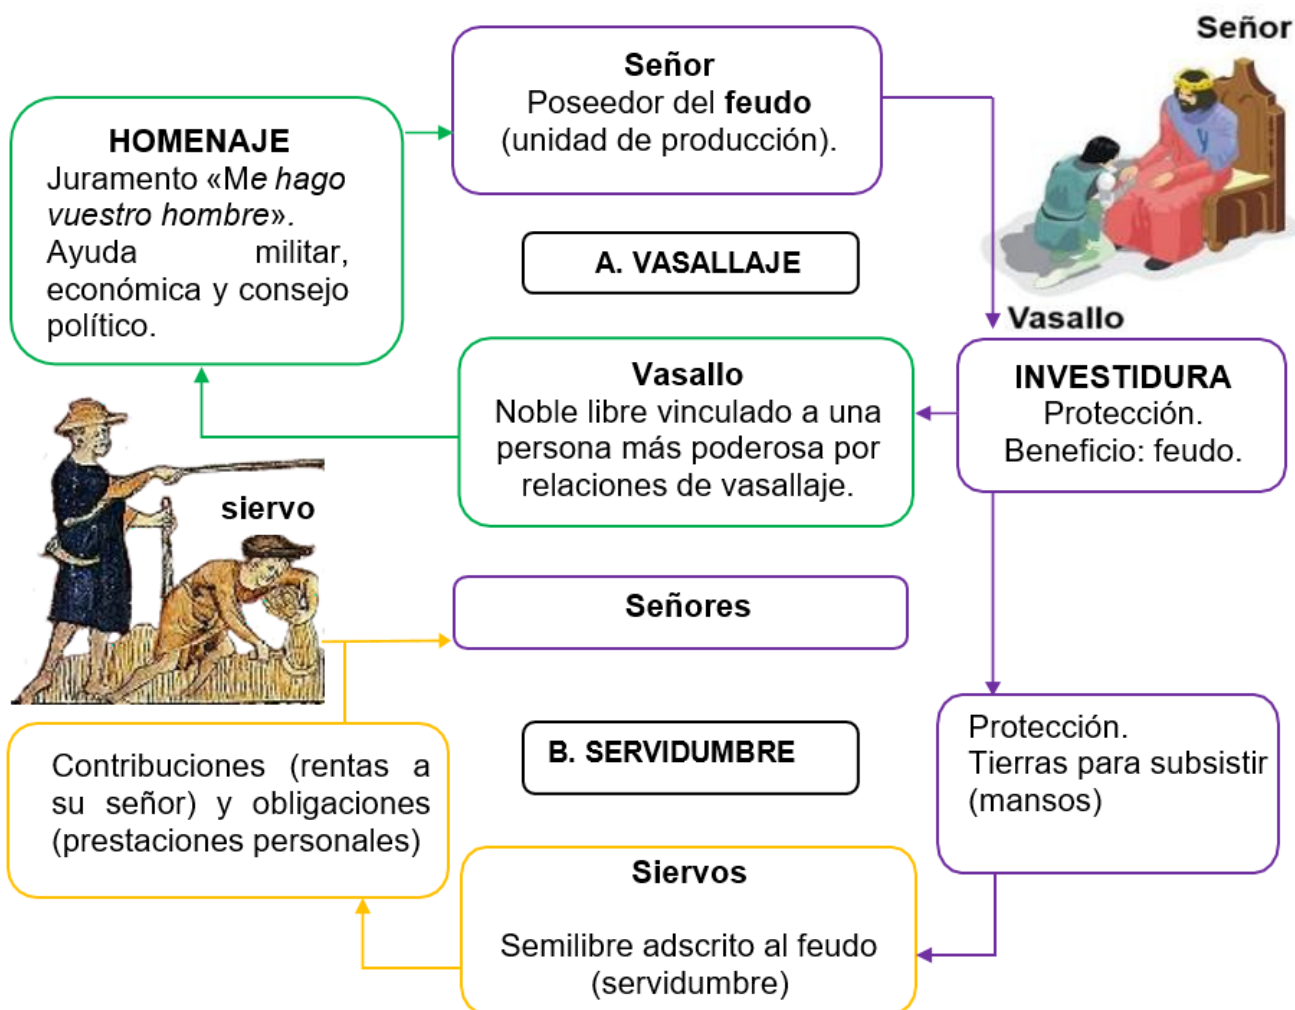 Señor
Señor
Poseedor del feudo
(unidad de producción).
HOMENAJE
Juramento «Me hago
vuestro hombre».
Ayuda militar,
económica y consejo
político.
A. VASALLAJE
Vasallo
Vasallo
Noble libre vinculado a una
persona más poderosa por
relaciones de vasallaje.
INVESTIDURA
Protección.
Beneficio: feudo.
siervo
Señores
B. SERVIDUMBRE
Protección.
Tierras para subsistir
(mansos)
Contribuciones (rentas a
su señor) y obligaciones
(prestaciones personales)
Siervos
Semilibre adscrito al feudo
(servidumbre)